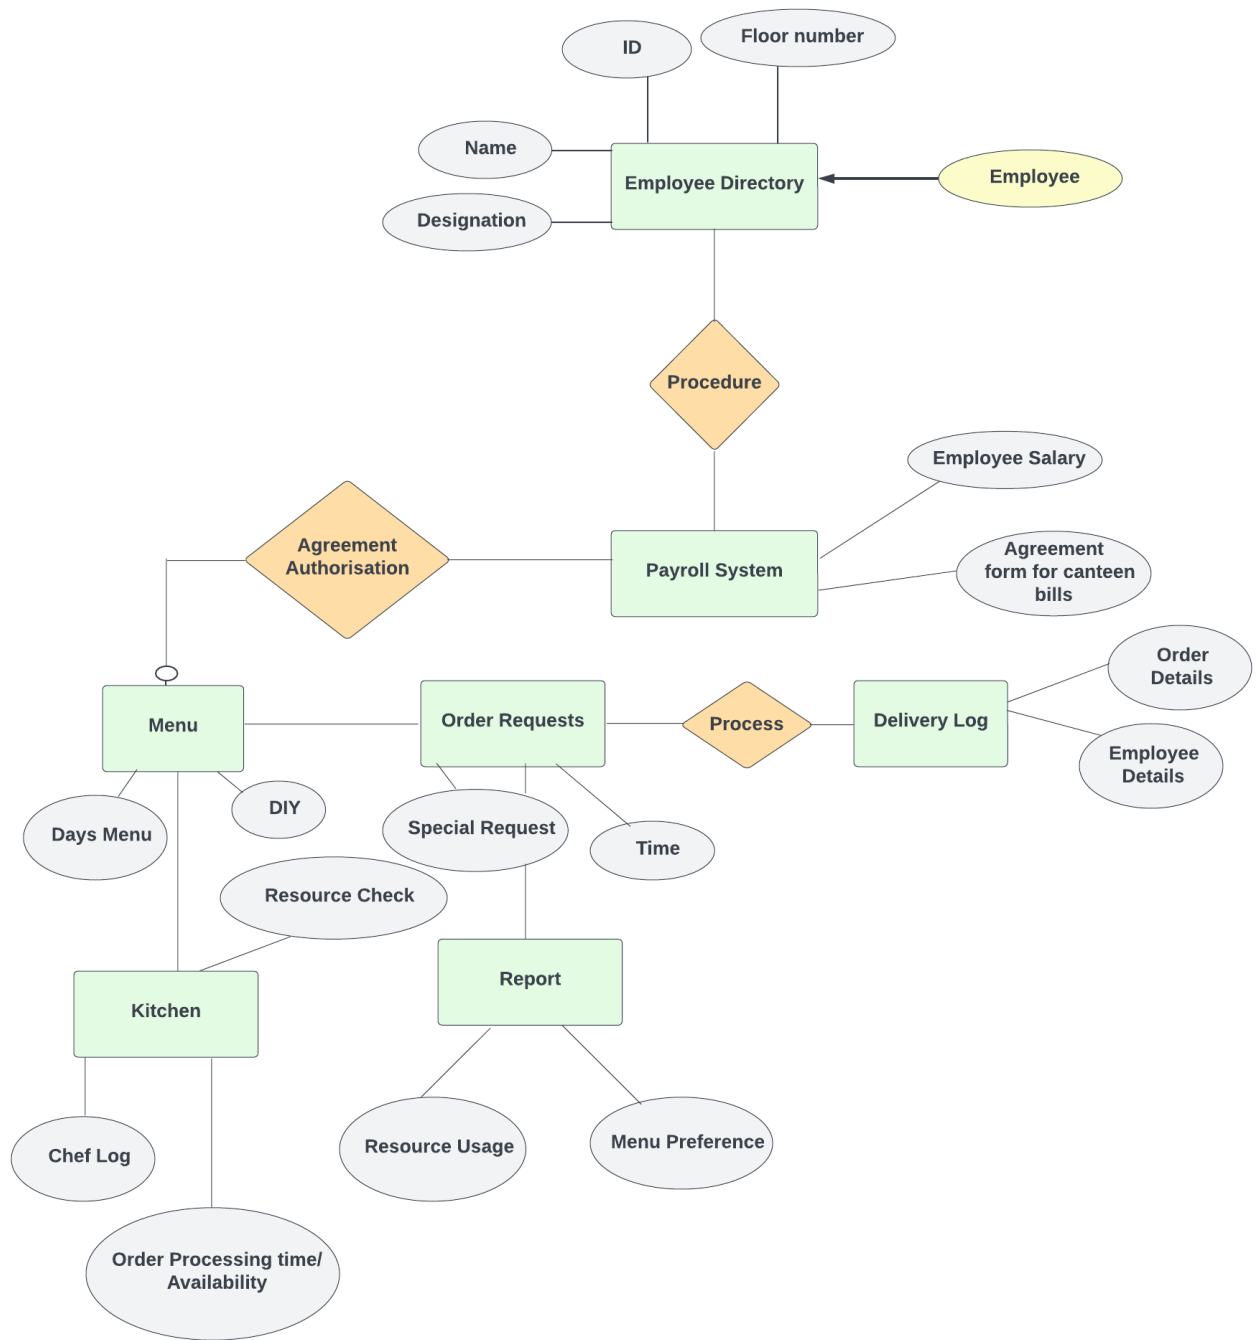 ID
Floor number
Name
Employee Directory
Employee
Designation
Procedure
Employee Salary
Agreement
Authorisation
Payroll System
Agreement
form for canteen
bills
Order
Details
Menu
Order Requests
Process
Delivery Log
Employee
Details
Days Menu
DIY
Special Request
Time
Resource Check
Report
Kitchen
Chef Log
Resource Usage
Menu Preference
Order Processing time/
Availability